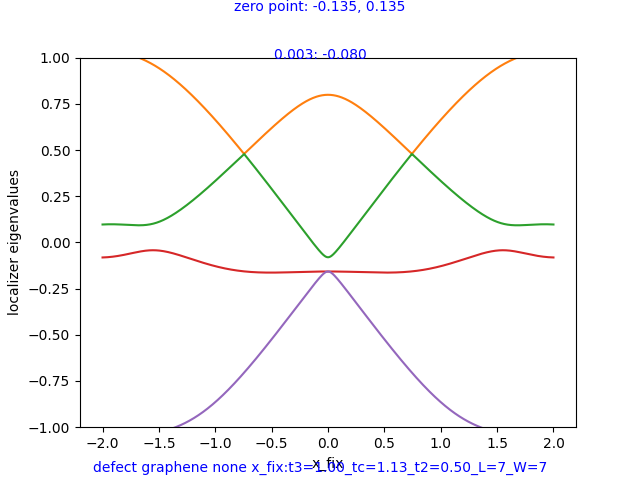 zero point: -0.135, 0.135
0.003: -0.080
1.00
0.75
0.50
0.25
0.00
−0.25
−0.50
−0.75
−1.00
localizer eigenvalues
−2.0 −1.5 −1.0 −0.5 0.0 0.5 1.0 1.5 2.0
x_fix
defect graphene none x_fix:t3=1.00_tc=1.13_t2=0.50_L=7_W=7